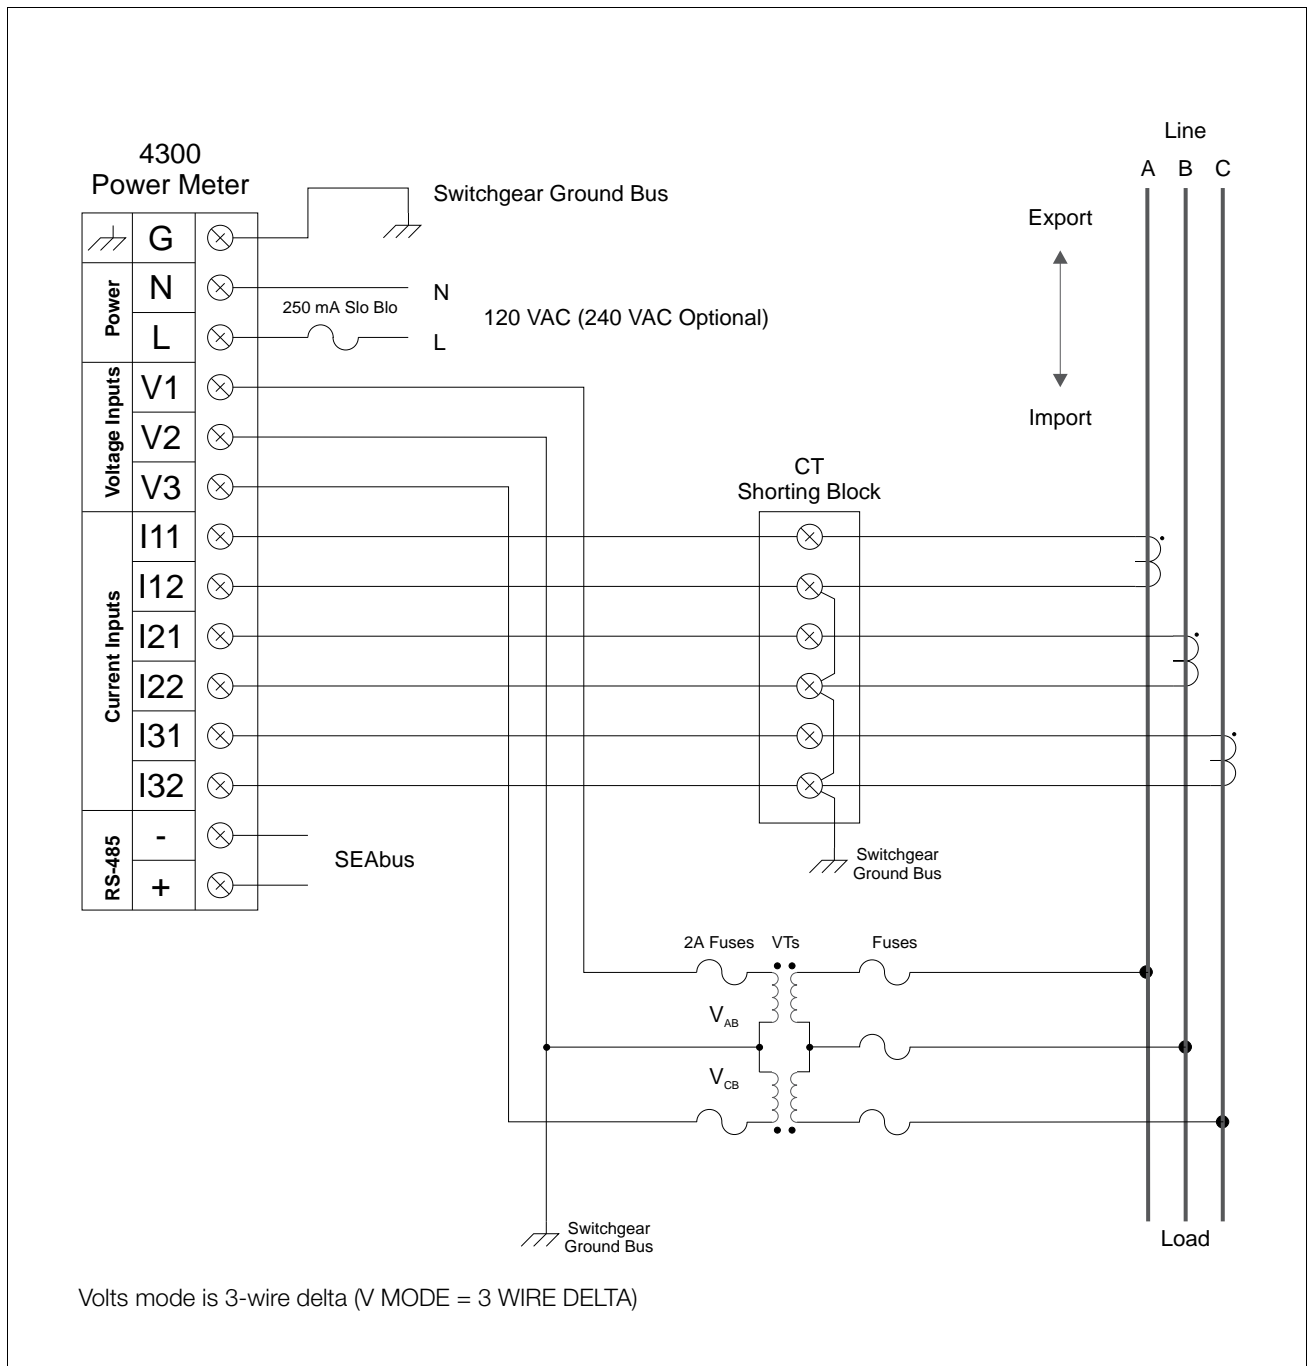 Line
A B C
4300
Power Meter
Switchgear Ground Bus
Export
G
Power
N
250 mA Slo Blo
N
120 VAC (240 VAC Optional)
L
L
Import
Voltage Inputs
V1
V2
V3
CT
Shorting Block
Current Inputs
I11
I12
I21
I22
I31
I32
RS-485
-
+
SEAbus
Switchgear
Ground Bus
2A Fuses VTs Fuses
VAB
VCB
Switchgear
Ground Bus
Load
Volts mode is 3-wire delta (V MODE = 3 WIRE DELTA)